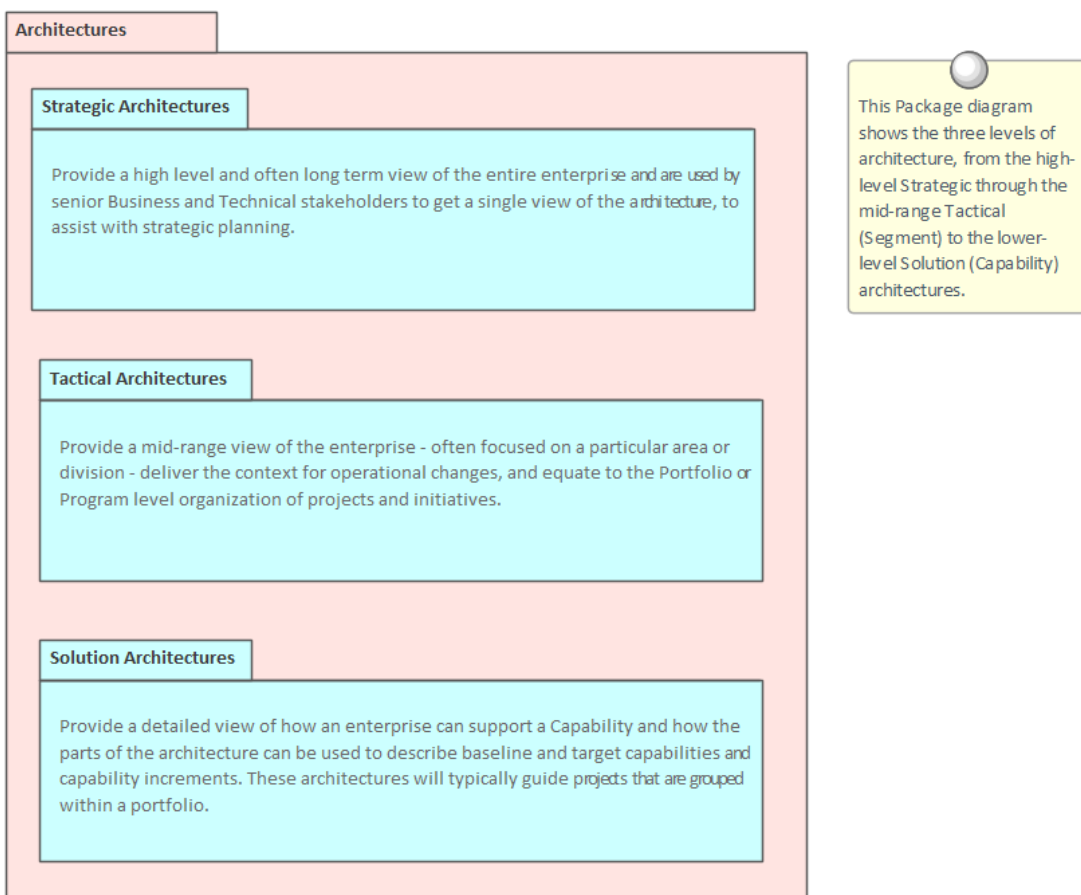 Architectures
Strategic Architectures
Provide a high level and often long term view of the entire enterprise and are used by
senior Business and Technical stakeholders to get a single view of the architecture, to
assist with strategic planning.
Tactical Architectures
Provide a mid-range view of the enterprise - often focused on a particular area or
division - deliver the context for operational changes, and equate to the Portfolio or
Program level organization of projects and initiatives.
Solution Architectures
Provide a detailed view of how an enterprise can support a Capability and how the
parts of the architecture can be used to describe baseline and target capabilities and
capability increments. These architectures will typically guide projects that are grouped
within a portfolio.
This Package diagram
shows the three levels of
architecture, from the high-
level Strategic through the
mid-range Tactical
(Segment) to the lower-
level Solution (Capability)
architectures.